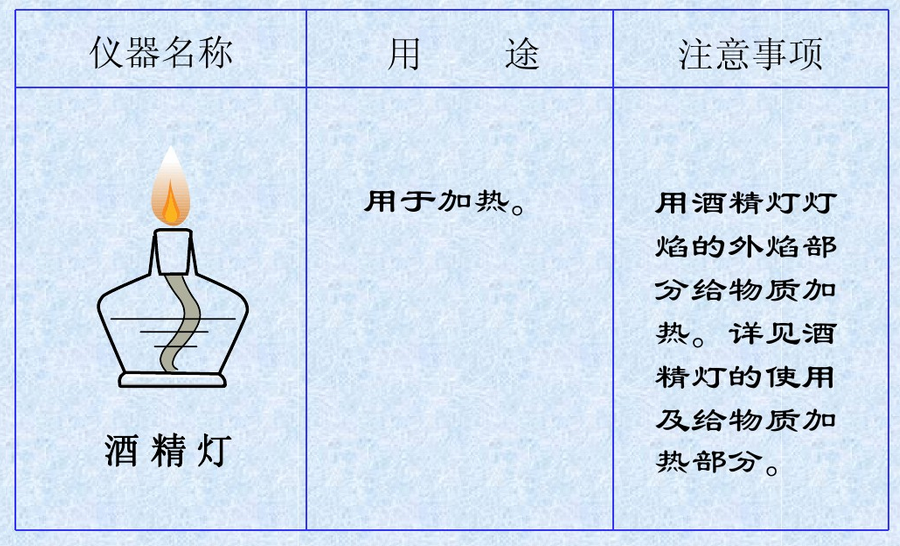 仪器名称
用 途
注意事项
酒精灯
用于加热。
用酒精灯灯
焰的外焰部
分给物质加
热。详见酒
精灯的使用
及给物质加
热部分。